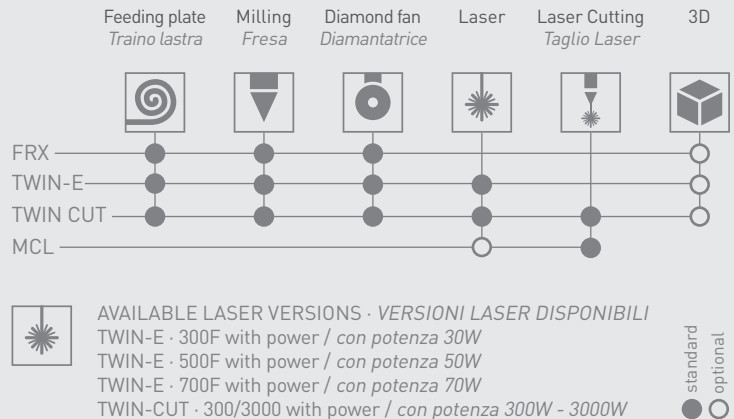 Feeding plate Milling Diamond fan Laser Laser Cutting 3D
Traino lastra Fresa Diamantatrice Taglio Laser
FRX
TWIN-E
TWIN CUT
MCL
AVAILABLE LASER VERSIONS · VERSIONI LASER DISPONIBILI
TWIN-E · 300F with power / con potenza 30W
TWIN-E · 500F with power / con potenza 50W
TWIN-E · 700F with power / con potenza 70W
TWIN-CUT · 300/3000 with power / con potenza 300W - 3000W
standard
optional